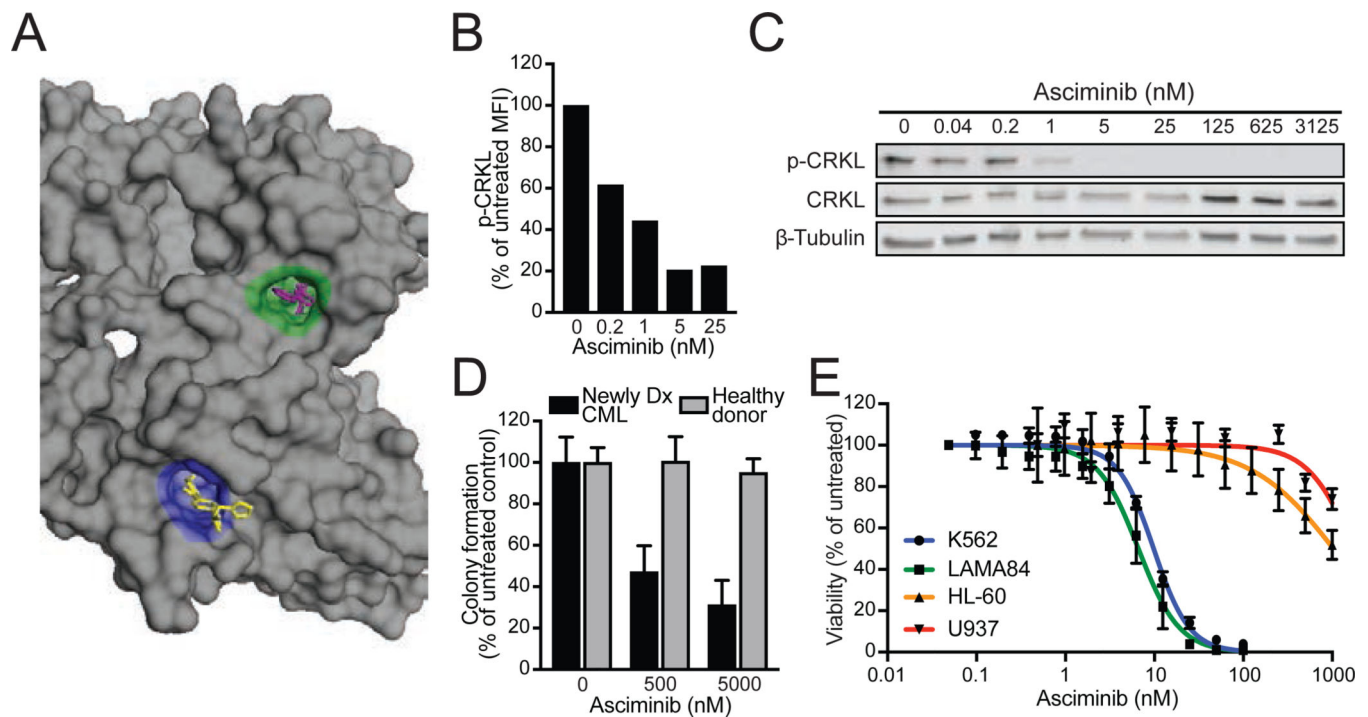 A
B
p-CRKL
(% of untreated MFI)
120
100
80
60
40
20
0
0 0.2 1 5 25
Asciminib (nM)
C
Asciminib (nM)
0 0.04 0.2 1 5 25 125 625 3125
p-CRKL
CRKL
β-Tubulin
D
Newly Dx CML
Healthy donor
Colony formation
(% of untreated control)
120
100
80
60
40
20
0
0 500 5000
Asciminib (nM)
E
Viability (% of untreated)
120
100
80
60
40
20
0
K562
LAMA84
HL-60
U937
0.01 0.1 1 10 100 1000
Asciminib (nM)